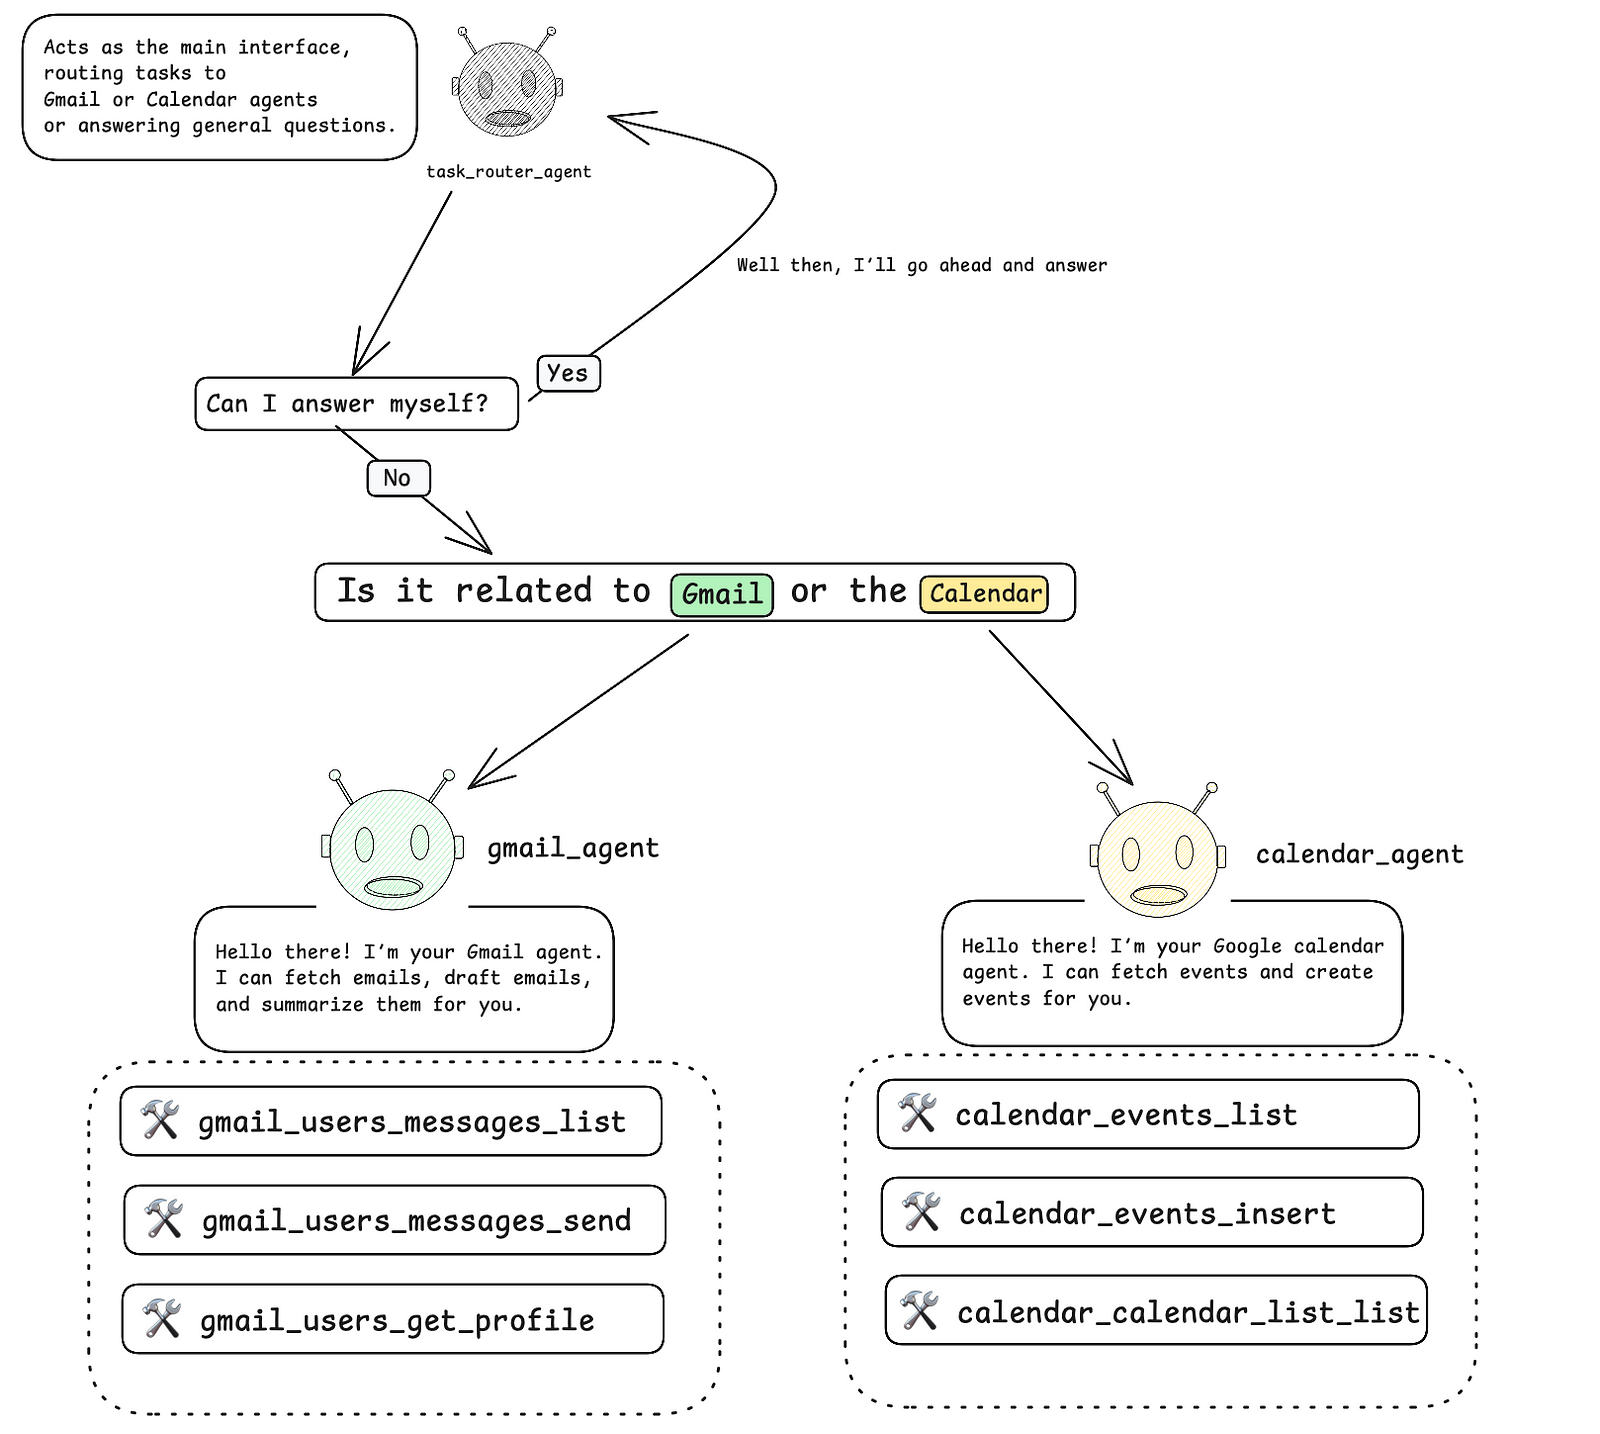 Acts as the main interface,
routing tasks to
Gmail or Calendar agents
or answering general questions.
task_router_agent
Well then, I’ll go ahead and answer
Yes
Can I answer myself?
No
Is it related to Gmail or the Calendar
gmail_agent
calendar_agent
Hello there! I’m your Gmail agent.
I can fetch emails, draft emails,
and summarize them for you.
Hello there! I’m your Google calendar
agent. I can fetch events and create
events for you.
gmail_users_messages_list
gmail_users_messages_send
gmail_users_get_profile
calendar_events_list
calendar_events_insert
calendar_calendar_list_list